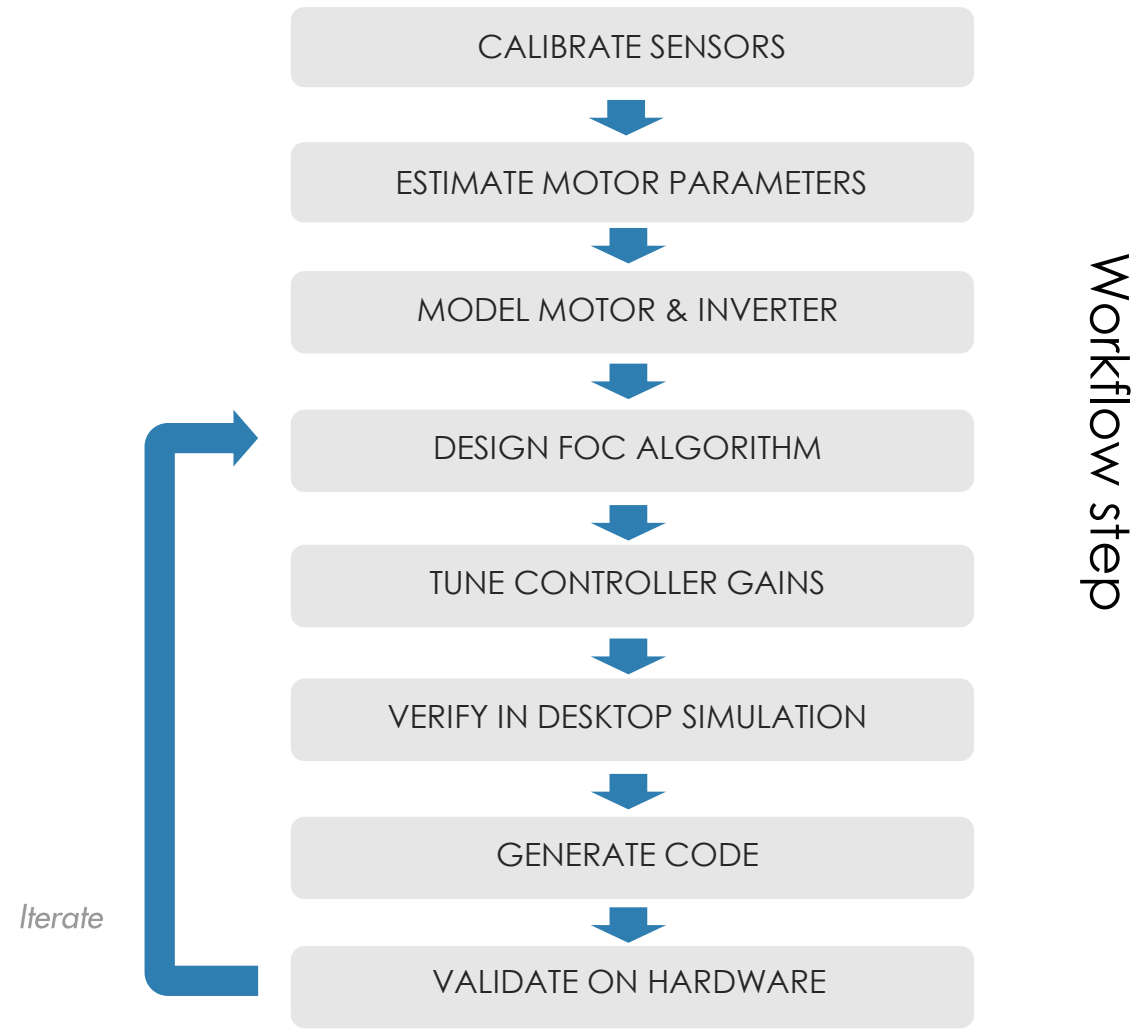 CALIBRATE SENSORS
ESTIMATE MOTOR PARAMETERS
MODEL MOTOR & INVERTER
DESIGN FOC ALGORITHM
TUNE CONTROLLER GAINS
VERIFY IN DESKTOP SIMULATION
GENERATE CODE
VALIDATE ON HARDWARE
Iterate
Workflow step